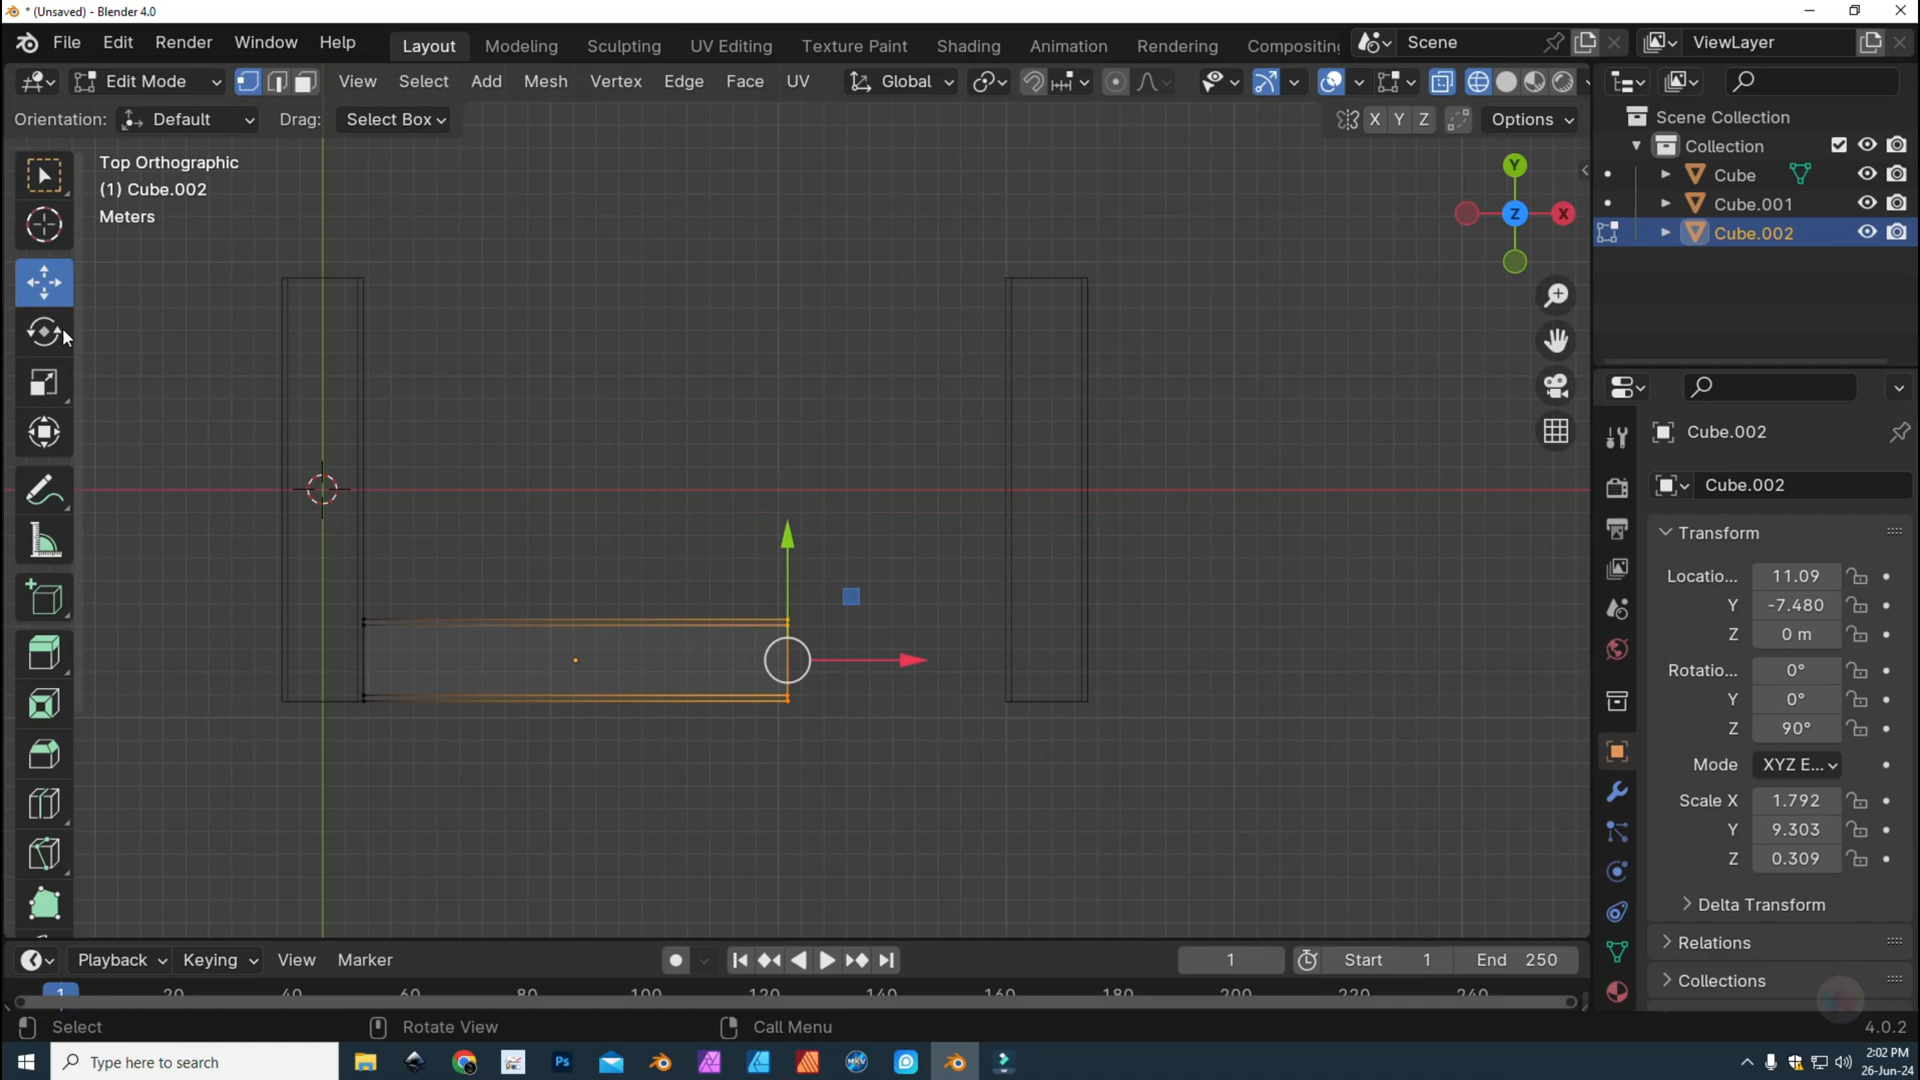 * (Unsaved) - Blender 4.0
File Edit Render Window Help
Layout Modeling Sculpting UV Editing Texture Paint Shading Animation Rendering Compositing
Scene
ViewLayer
Edit Mode
View Select Add Mesh Vertex Edge Face UV
Global
Orientation: Default
Drag: Select Box
X Y Z
Options
Top Orthographic
(1) Cube.002
Meters
Y
Z
X
Scene Collection
Collection
Cube
Cube.001
Cube.002
Cube.002
Cube.002
Transform
Locatio... 11.09
Y -7.480
Z 0 m
Rotatio... 0°
Y 0°
Z 90°
Mode XYZ E...
Scale X 1.792
Y 9.303
Z 0.309
Delta Transform
Relations
Collections
Playback Keying View Marker
1
Start 1
End 250
1 20 40 60 80 100 120 140 160 180 200 220 240
Select
Rotate View
Call Menu
4.0.2
Type here to search
Ps
MKV
2:02 PM
26-Jun-24